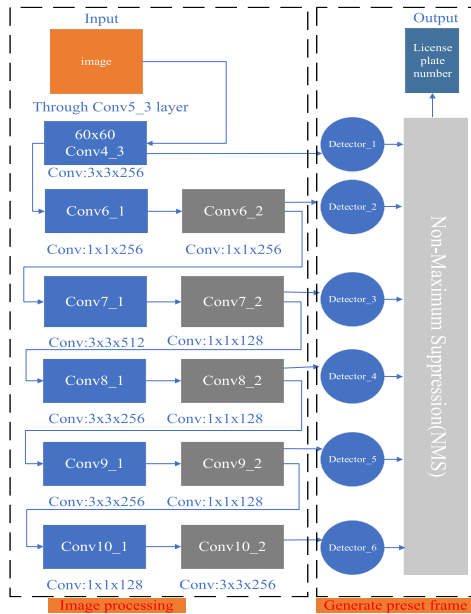 Input
Output
image
License
plate
number
Through Conv5_3 layer
60x60
Conv4_3
Detector_1
Conv:3x3x256
Conv6_1
Conv6_2
Detector_2
Conv:1x1x256
Conv:1x1x256
Conv7_1
Conv7_2
Detector_3
Conv:3x3x512
Conv:1x1x128
Conv8_1
Conv8_2
Detector_4
Conv:3x3x256
Conv:1x1x128
Conv9_1
Conv9_2
Detector_5
Conv:3x3x256
Conv:1x1x128
Conv10_1
Conv10_2
Detector_6
Conv:1x1x128
Conv:3x3x256
Non-Maximum Suppression(NMS)
Image processing
Generate preset frame